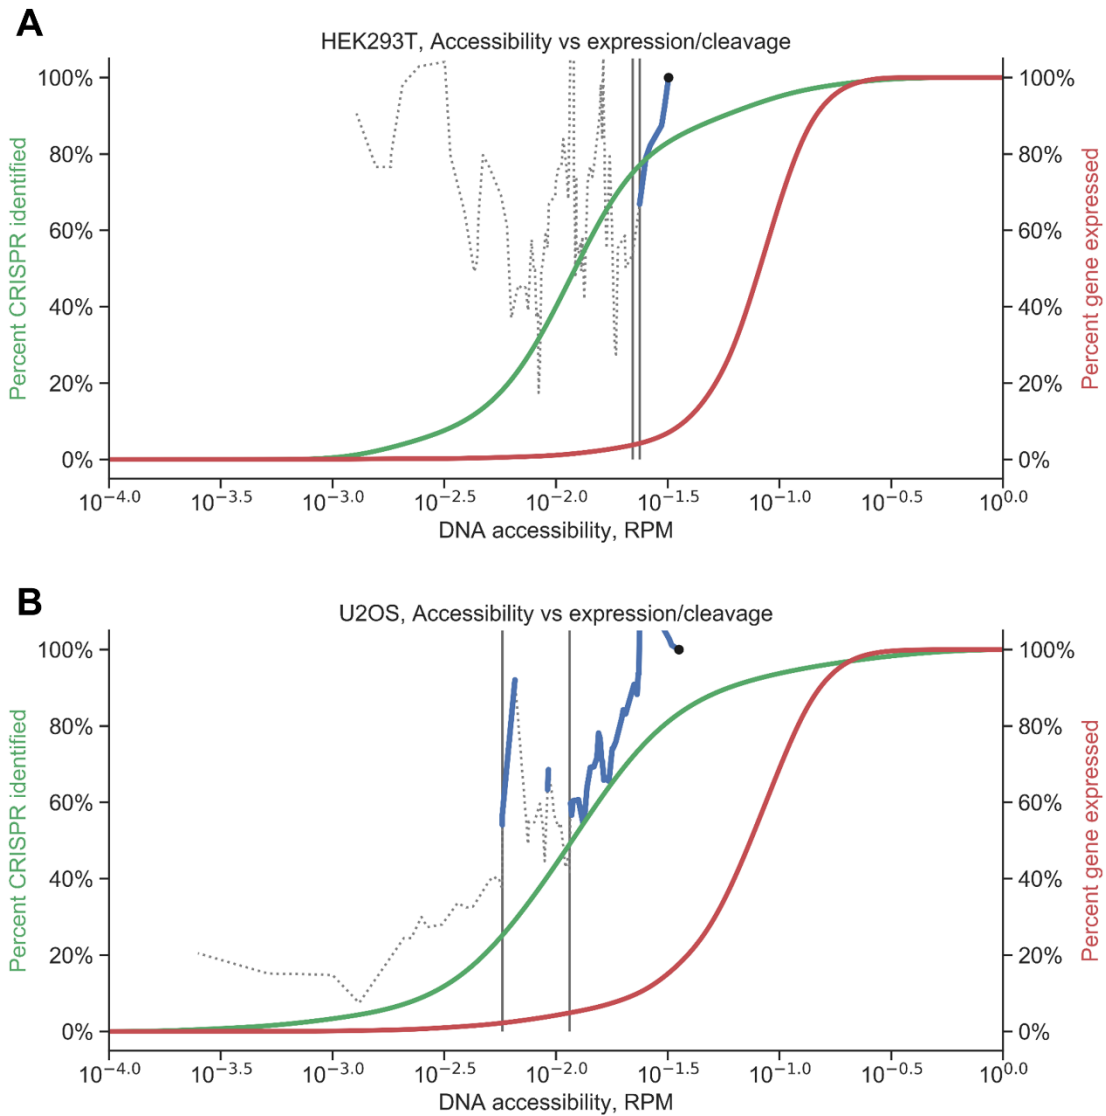 A
HEK293T, Accessibility vs expression/cleavage
Percent CRISPR identified
100%
80%
60%
40%
20%
0%
100%
80%
60%
40%
20%
0%
Percent gene expressed
10^-4.0 10^-3.5 10^-3.0 10^-2.5 10^-2.0 10^-1.5 10^-1.0 10^-0.5 10^0.0
DNA accessibility, RPM
B
U2OS, Accessibility vs expression/cleavage
Percent CRISPR identified
100%
80%
60%
40%
20%
0%
100%
80%
60%
40%
20%
0%
Percent gene expressed
10^-4.0 10^-3.5 10^-3.0 10^-2.5 10^-2.0 10^-1.5 10^-1.0 10^-0.5 10^0.0
DNA accessibility, RPM